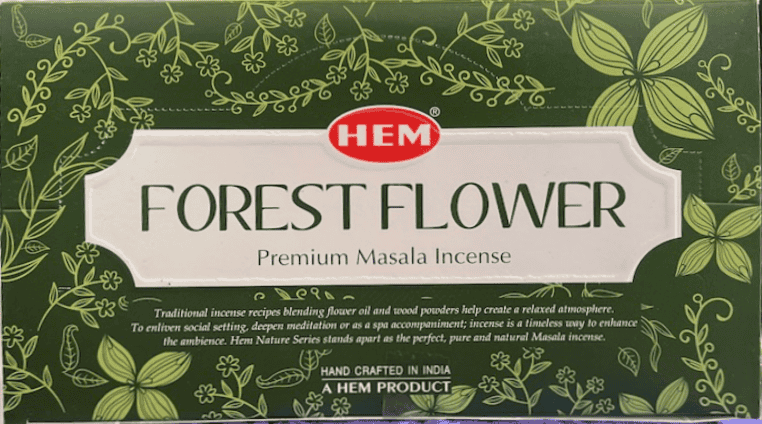 HEM®
FOREST FLOWER
Premium Masala Incense
Traditional incense recipes blending flower oil and wood powders help create a relaxed atmosphere.
To enliven social setting, deepen meditation or as a spa accompaniment; incense is a timeless way to enhance
the ambience. Hem Nature Series stands apart as the perfect, pure and natural Masala incense.
HAND CRAFTED IN INDIA
A HEM PRODUCT